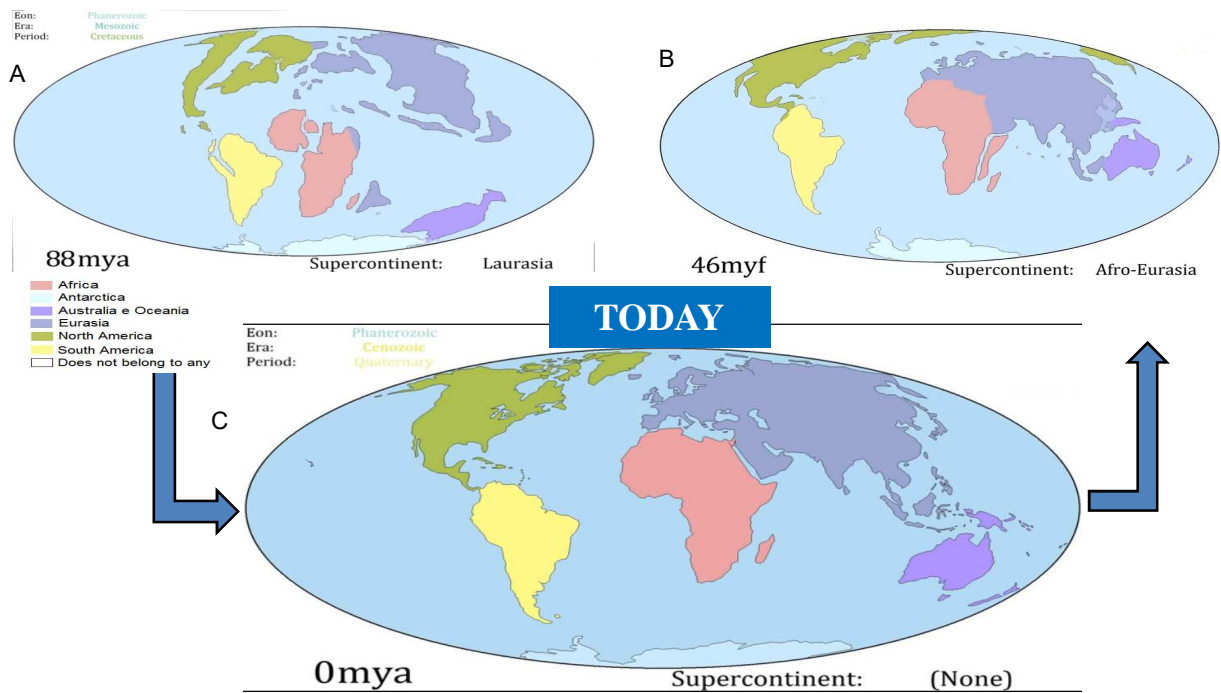 Eon: Phanerozoic
Era: Mesozoic
Period: Cretaceous
A
88mya
Supercontinent: Laurasia
B
46myf
Supercontinent: Afro-Eurasia
Africa
Antarctica
Australia e Oceania
Eurasia
North America
South America
Does not belong to any
TODAY
Eon: Phanerozoic
Era: Cenozoic
Period: Quaternary
C
0mya
Supercontinent: (None)